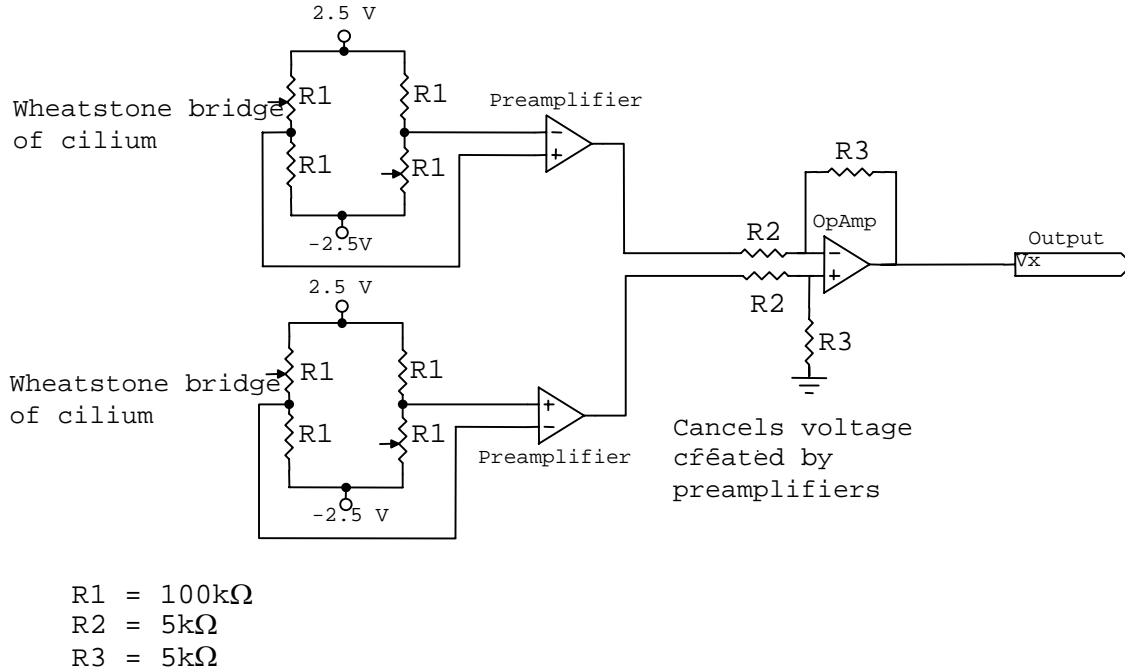 2.5 V
Wheatstone bridge
of cilium
R1
R1
R1
R1
-2.5V
Preamplifier
-
+
R2
R2
R3
OpAmp
-
+
R3
Output
Vx
2.5 V
Wheatstone bridge
of cilium
R1
R1
R1
R1
-2.5 V
+
-
Preamplifier
Cancels voltage
created by
preamplifiers
R1 = 100kΩ
R2 = 5kΩ
R3 = 5kΩ